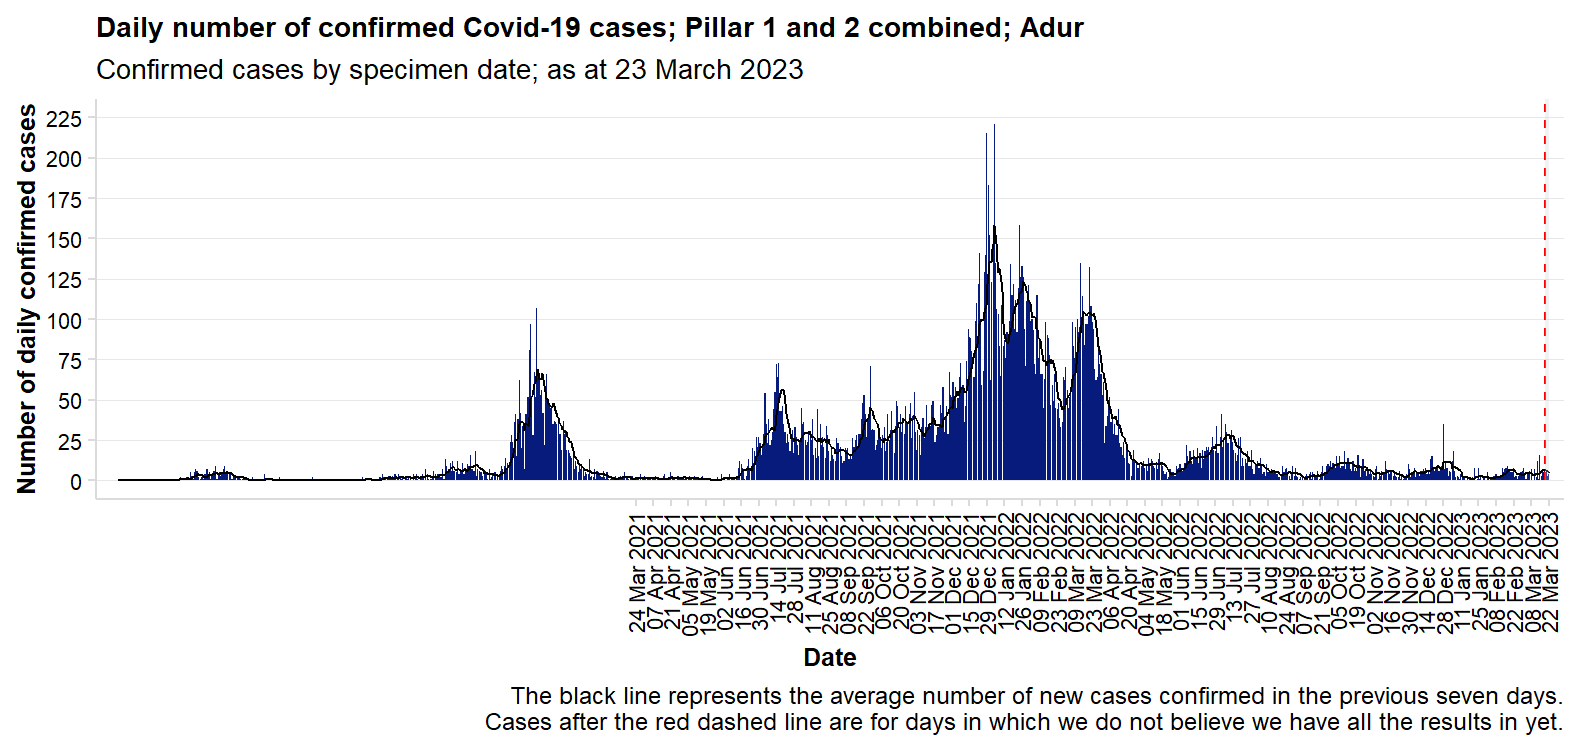 Daily number of confirmed Covid-19 cases; Pillar 1 and 2 combined; Adur
Confirmed cases by specimen date; as at 23 March 2023
Number of daily confirmed cases
225
200
175
150
125
100
75
50
25
0
24 Mar 2021
07 Apr 2021
21 Apr 2021
05 May 2021
19 May 2021
02 Jun 2021
16 Jun 2021
30 Jun 2021
14 Jul 2021
28 Jul 2021
11 Aug 2021
25 Aug 2021
08 Sep 2021
22 Sep 2021
06 Oct 2021
20 Oct 2021
03 Nov 2021
17 Nov 2021
01 Dec 2021
15 Dec 2021
29 Dec 2021
12 Jan 2022
26 Jan 2022
09 Feb 2022
23 Feb 2022
09 Mar 2022
23 Mar 2022
06 Apr 2022
20 Apr 2022
04 May 2022
18 May 2022
01 Jun 2022
15 Jun 2022
29 Jun 2022
13 Jul 2022
27 Jul 2022
10 Aug 2022
24 Aug 2022
07 Sep 2022
21 Sep 2022
05 Oct 2022
19 Oct 2022
02 Nov 2022
16 Nov 2022
30 Nov 2022
14 Dec 2022
28 Dec 2022
11 Jan 2023
25 Jan 2023
08 Feb 2023
22 Feb 2023
08 Mar 2023
22 Mar 2023
Date
The black line represents the average number of new cases confirmed in the previous seven days.
Cases after the red dashed line are for days in which we do not believe we have all the results in yet.